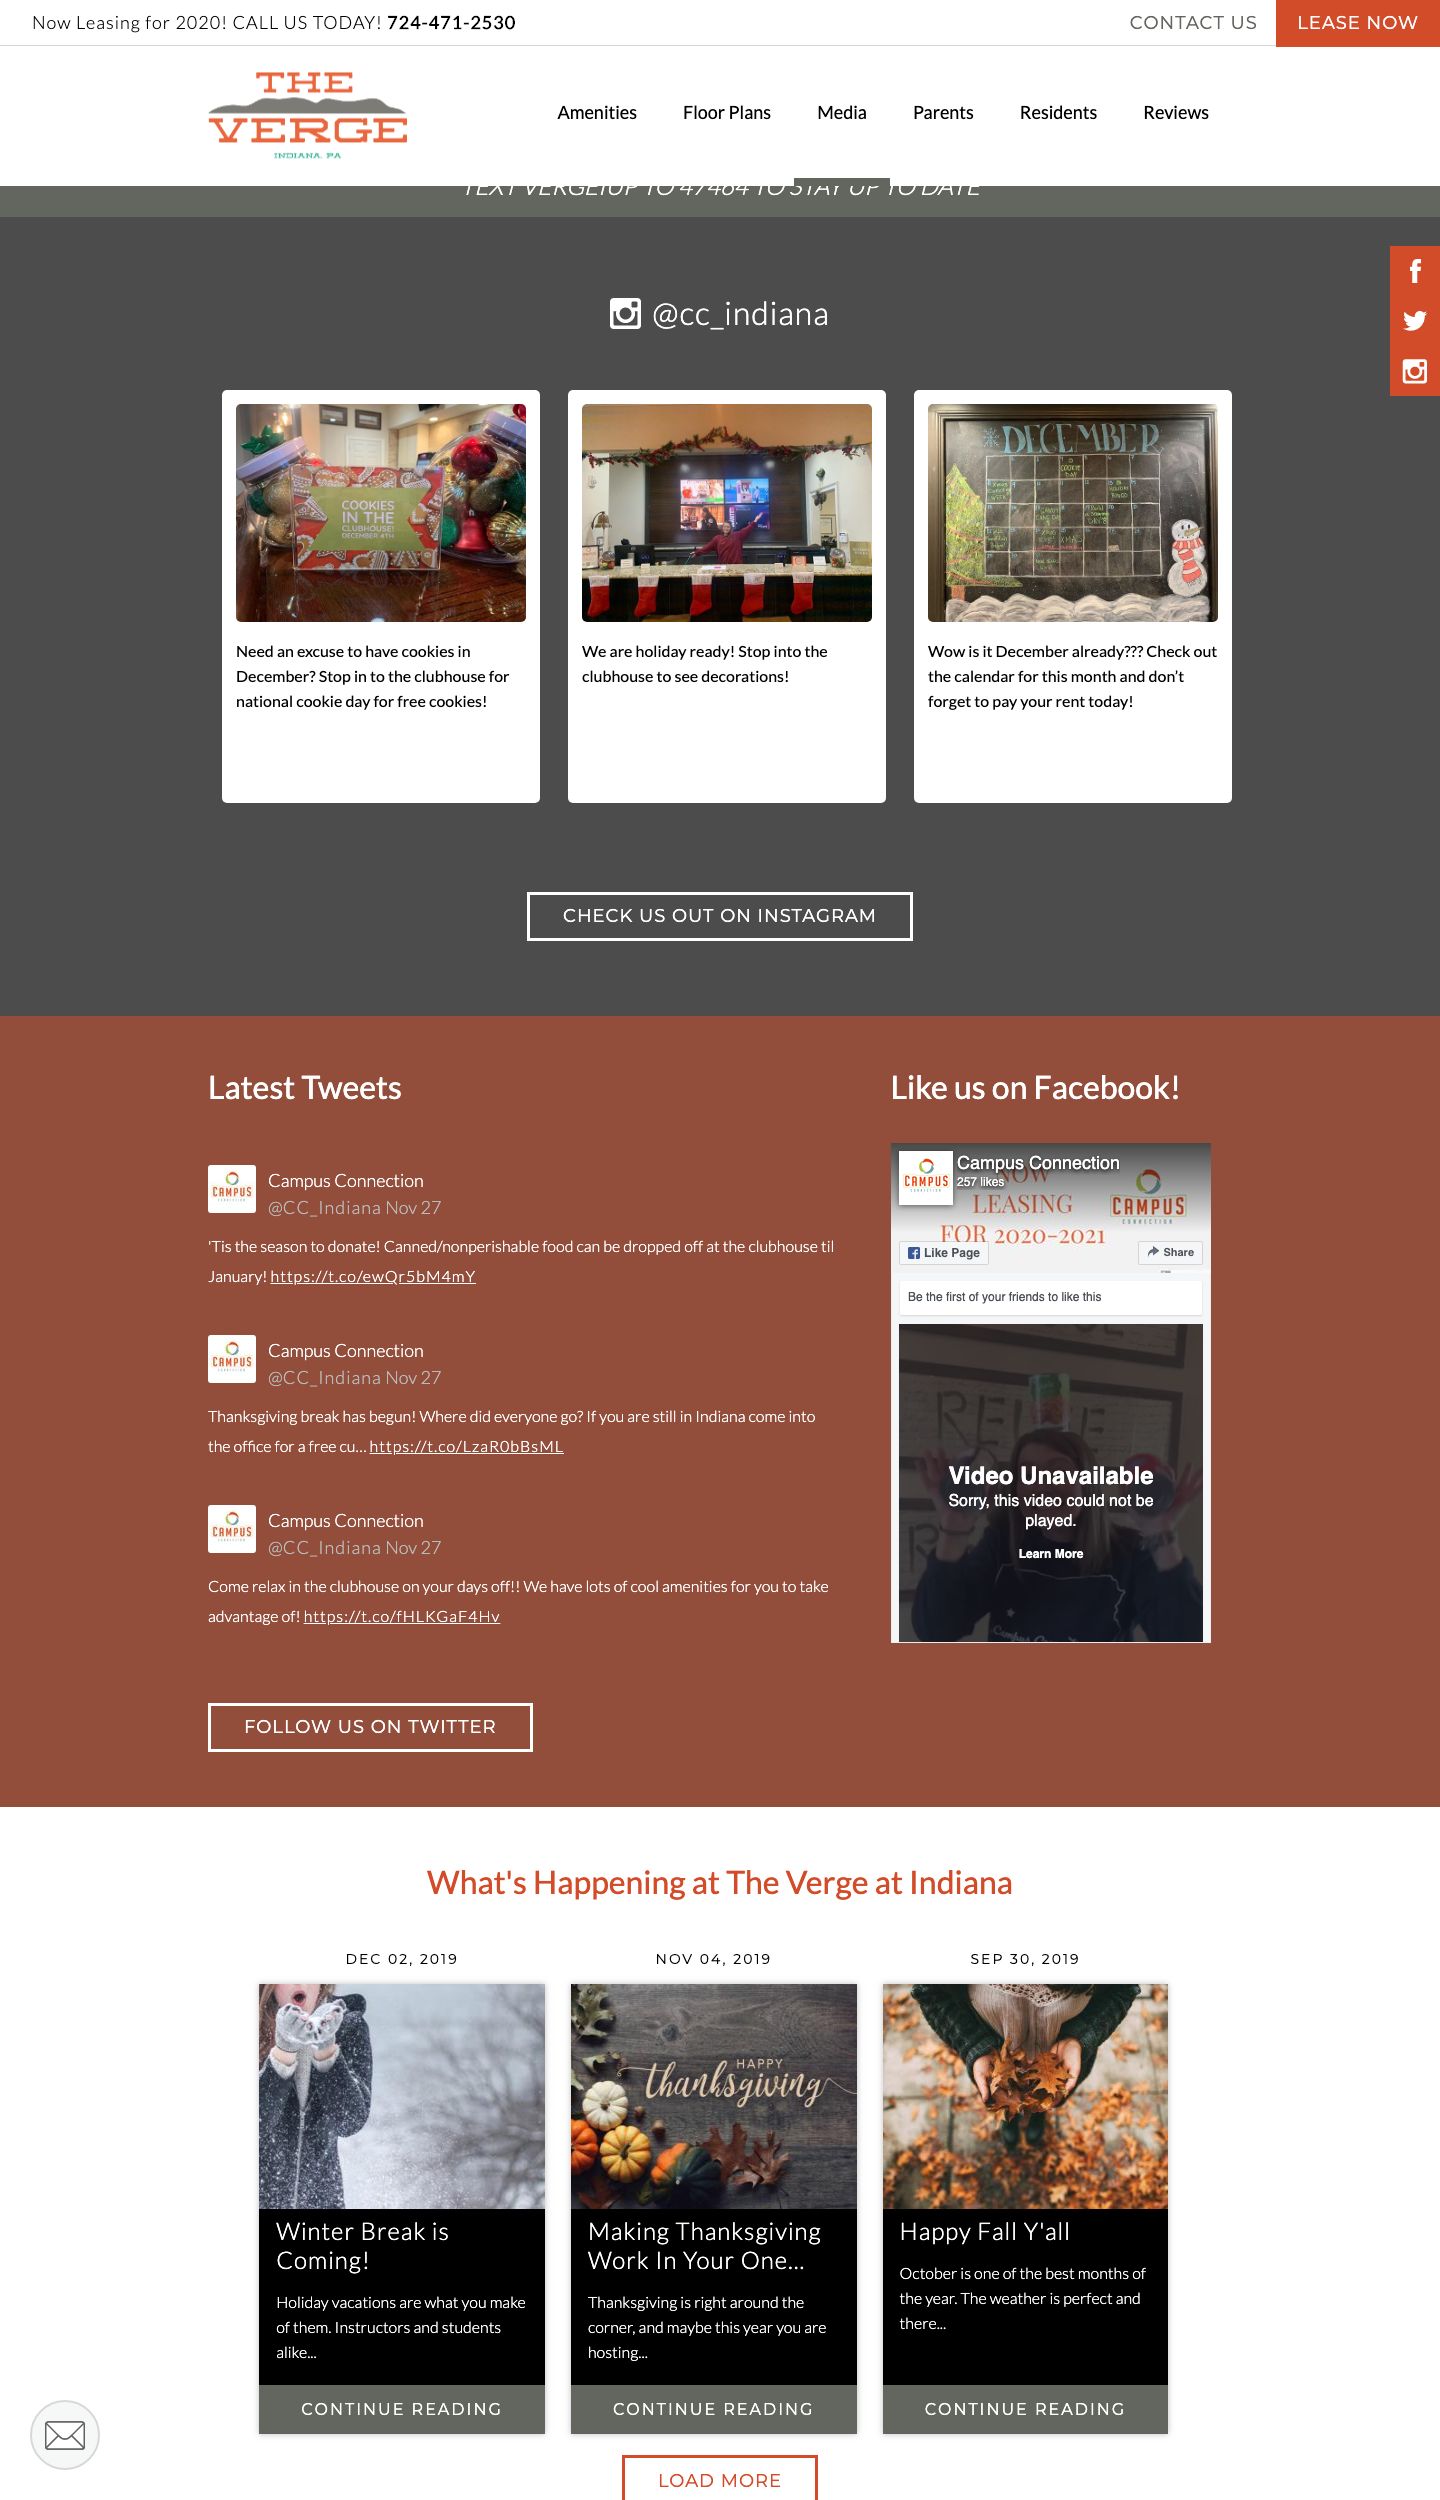 Now Leasing for 2020! CALL US TODAY! 724-471-2530
CONTACT US
LEASE NOW
THE
VERGE
INDIANA, PA
Amenities
Floor Plans
Media
Parents
Residents
Reviews
TO 47464 TO STAY UP TO DATE
@cc_indiana
COOKIES
IN THE
CLUBHOUSE!
DECEMBER 4TH
DECEMBER
COOKIE
DAY
Need an excuse to have cookies in
December? Stop in to the clubhouse for
national cookie day for free cookies!
We are holiday ready! Stop into the
clubhouse to see decorations!
Wow is it December already??? Check out
the calendar for this month and don't
forget to pay your rent today!
CHECK US OUT ON INSTAGRAM
Latest Tweets
CAMPUS
CONNECTION
Campus Connection
@CC_Indiana Nov 27
'Tis the season to donate! Canned/nonperishable food can be dropped off at the clubhouse til
January! https://t.co/ewQr5bM4mY
CAMPUS
CONNECTION
Campus Connection
@CC_Indiana Nov 27
Thanksgiving break has begun! Where did everyone go? If you are still in Indiana come into
the office for a free cu... https://t.co/LzaR0bBsML
CAMPUS
CONNECTION
Campus Connection
@CC_Indiana Nov 27
Come relax in the clubhouse on your days off!! We have lots of cool amenities for you to take
advantage of! https://t.co/fHLKGaF4Hv
FOLLOW US ON TWITTER
Like us on Facebook!
CAMPUS
CONNECTION
Campus Connection
257 likes
NOW
LEASING
FOR 2020-2021
CAMPUS
CONNECTION
Like Page
Share
Be the first of your friends to like this
Video Unavailable
Sorry, this video could not be
played.
Learn More
What's Happening at The Verge at Indiana
DEC 02, 2019
Winter Break is
Coming!
Holiday vacations are what you make
of them. Instructors and students
alike...
CONTINUE READING
NOV 04, 2019
HAPPY
thanksgiving
Making Thanksgiving
Work In Your One...
Thanksgiving is right around the
corner, and maybe this year you are
hosting...
CONTINUE READING
SEP 30, 2019
Happy Fall Y'all
October is one of the best months of
the year. The weather is perfect and
there...
CONTINUE READING
LOAD MORE